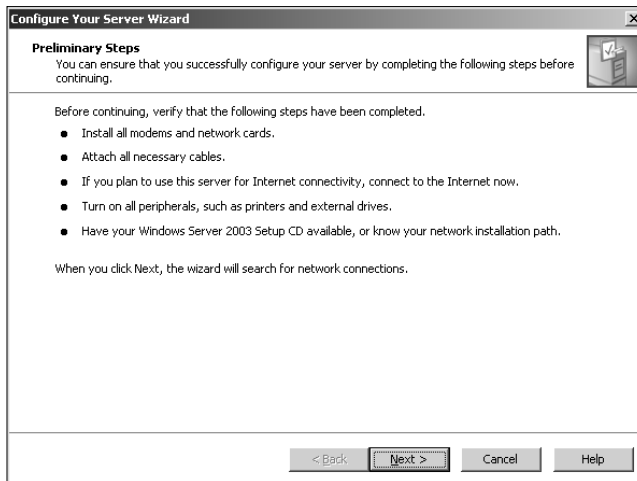 Configure Your Server Wizard
Preliminary Steps
You can ensure that you successfully configure your server by completing the following steps before
continuing.
Before continuing, verify that the following steps have been completed.
● Install all modems and network cards.
● Attach all necessary cables.
● If you plan to use this server for Internet connectivity, connect to the Internet now.
● Turn on all peripherals, such as printers and external drives.
● Have your Windows Server 2003 Setup CD available, or know your network installation path.
When you click Next, the wizard will search for network connections.
< Back
Next >
Cancel
Help